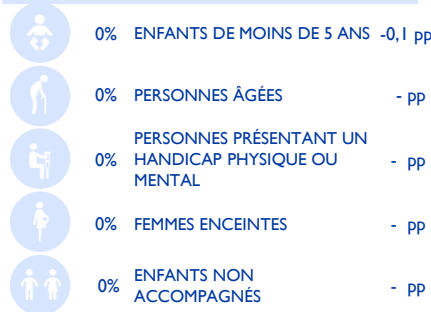 0% ENFANTS DE MOINS DE 5 ANS -0,1 pp
0% PERSONNES ÂGÉES - pp
PERSONNES PRÉSENTANT UN
0% HANDICAP PHYSIQUE OU - pp
MENTAL
0% FEMMES ENCEINTES - pp
ENFANTS NON
0% ACCOMPAGNÉS - pp